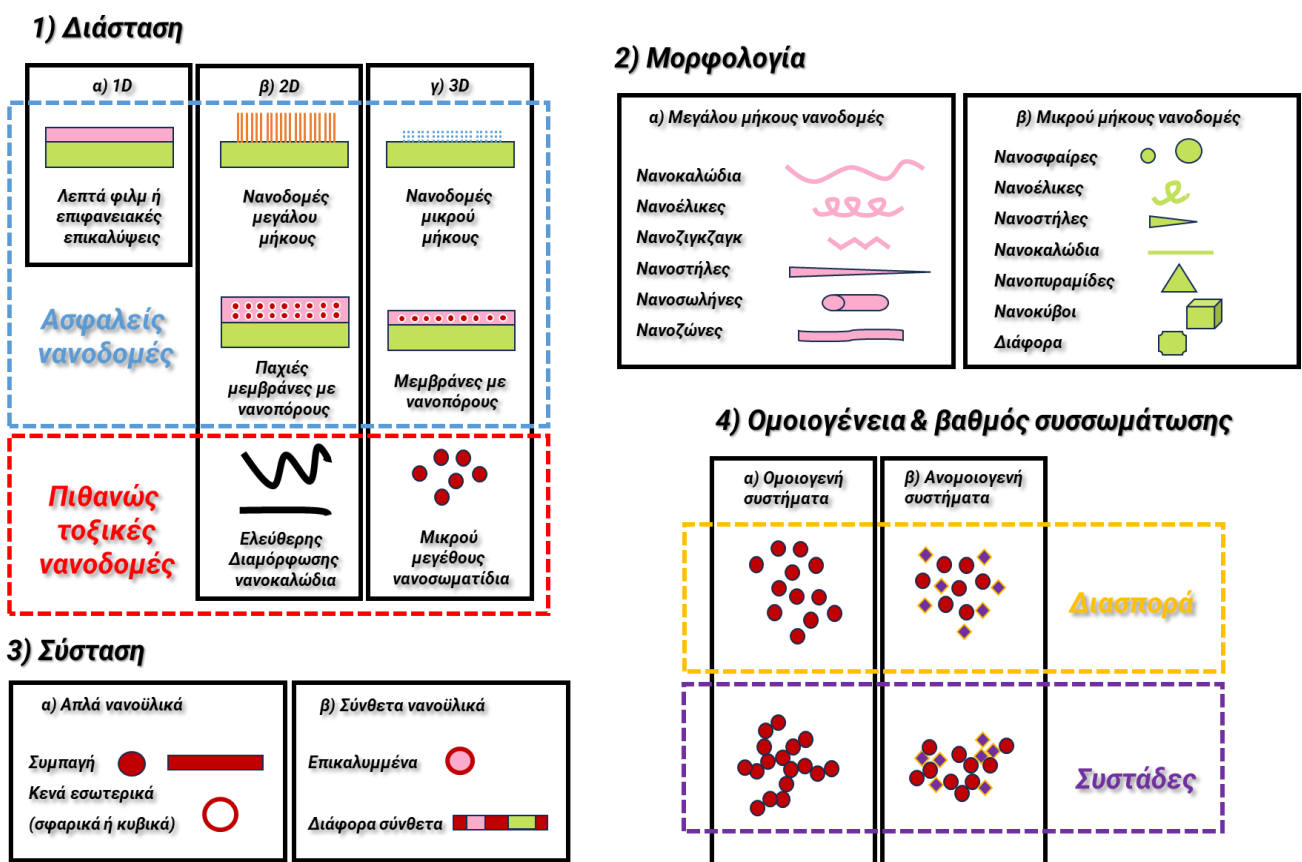 1) Διάσταση
α) 1D
β) 2D
γ) 3D
Λεπτά φιλμ ή
επιφανειακές
επικαλύψεις
Νανοδομές
μεγάλου
μήκους
Νανοδομές
μικρού
μήκους
Ασφαλείς
νανοδομές
Παχιές
μεμβράνες με
νανοπόρους
Μεμβράνες με
νανοπόρους
Πιθανώς
τοξικές
νανοδομές
Ελεύθερης
Διαμόρφωσης
νανοκαλώδια
Μικρού
μεγέθους
νανοσωματίδια
2) Μορφολογία
α) Μεγάλου μήκους νανοδομές
Νανοκαλώδια
Νανοέλικες
Νανοζιγκζαγκ
Νανοστήλες
Νανοσωλήνες
Νανοζώνες
β) Μικρού μήκους νανοδομές
Νανοσφαίρες
Νανοέλικες
Νανοστήλες
Νανοκαλώδια
Νανοπυραμίδες
Νανοκύβοι
Διάφορα
3) Σύσταση
α) Απλά νανοϋλικά
Συμπαγή
Κενά εσωτερικά
(σφαρικά ή κυβικά)
β) Σύνθετα νανοϋλικά
Επικαλυμμένα
Διάφορα σύνθετα
4) Ομοιογένεια & βαθμός συσσωμάτωσης
α) Ομοιογενή
συστήματα
β) Ανομοιογενή
συστήματα
Διασπορά
Συστάδες